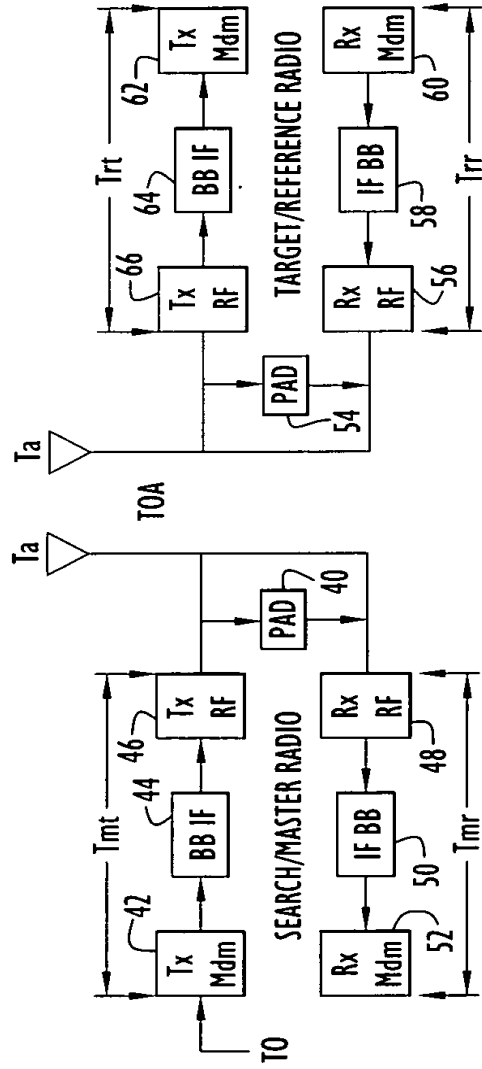 Tmt
Trt
42
44
46
66
64
62
TO
Tx
Mdm
BB IF
Tx
RF
Ta
Ta
Tx
RF
BB IF
Tx
Mdm
SEARCH/MASTER RADIO
PAD
40
TOA
PAD
54
TARGET/REFERENCE RADIO
Rx
Mdm
IF BB
Rx
RF
Rx
RF
IF BB
Rx
Mdm
52
50
48
56
58
60
Tmr
Trr